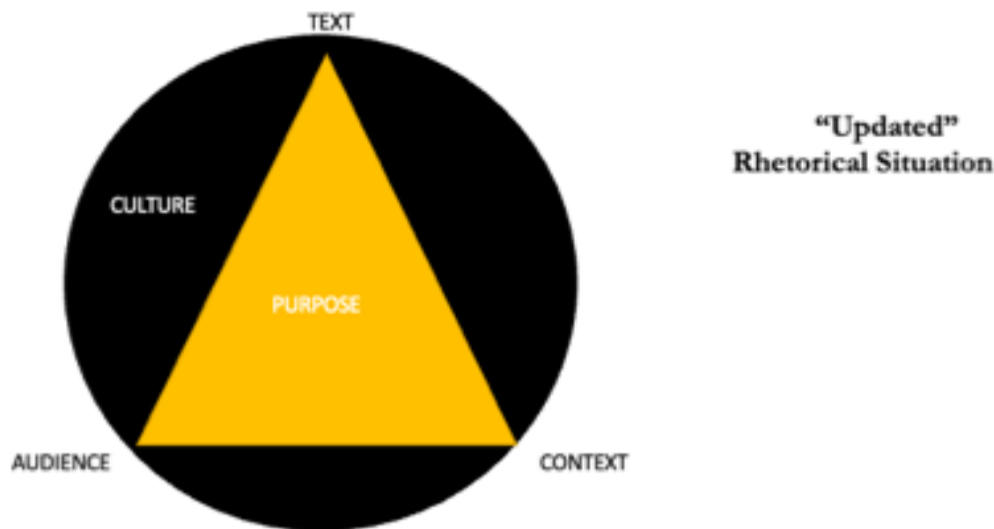 TEXT
“Updated”
Rhetorical Situation
CULTURE
PURPOSE
AUDIENCE
CONTEXT